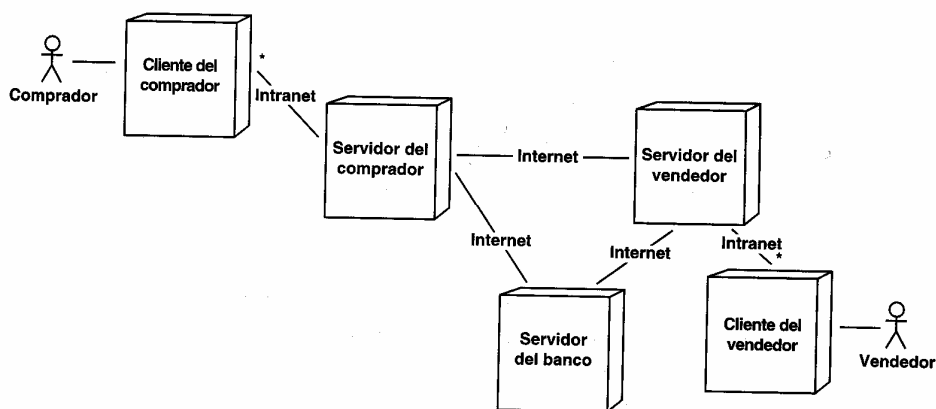 Comprador
Cliente del
comprador
*
Intranet
Servidor del
comprador
Internet
Servidor del
vendedor
Internet
Internet
Intranet
*
Servidor
del banco
Cliente del
vendedor
Vendedor